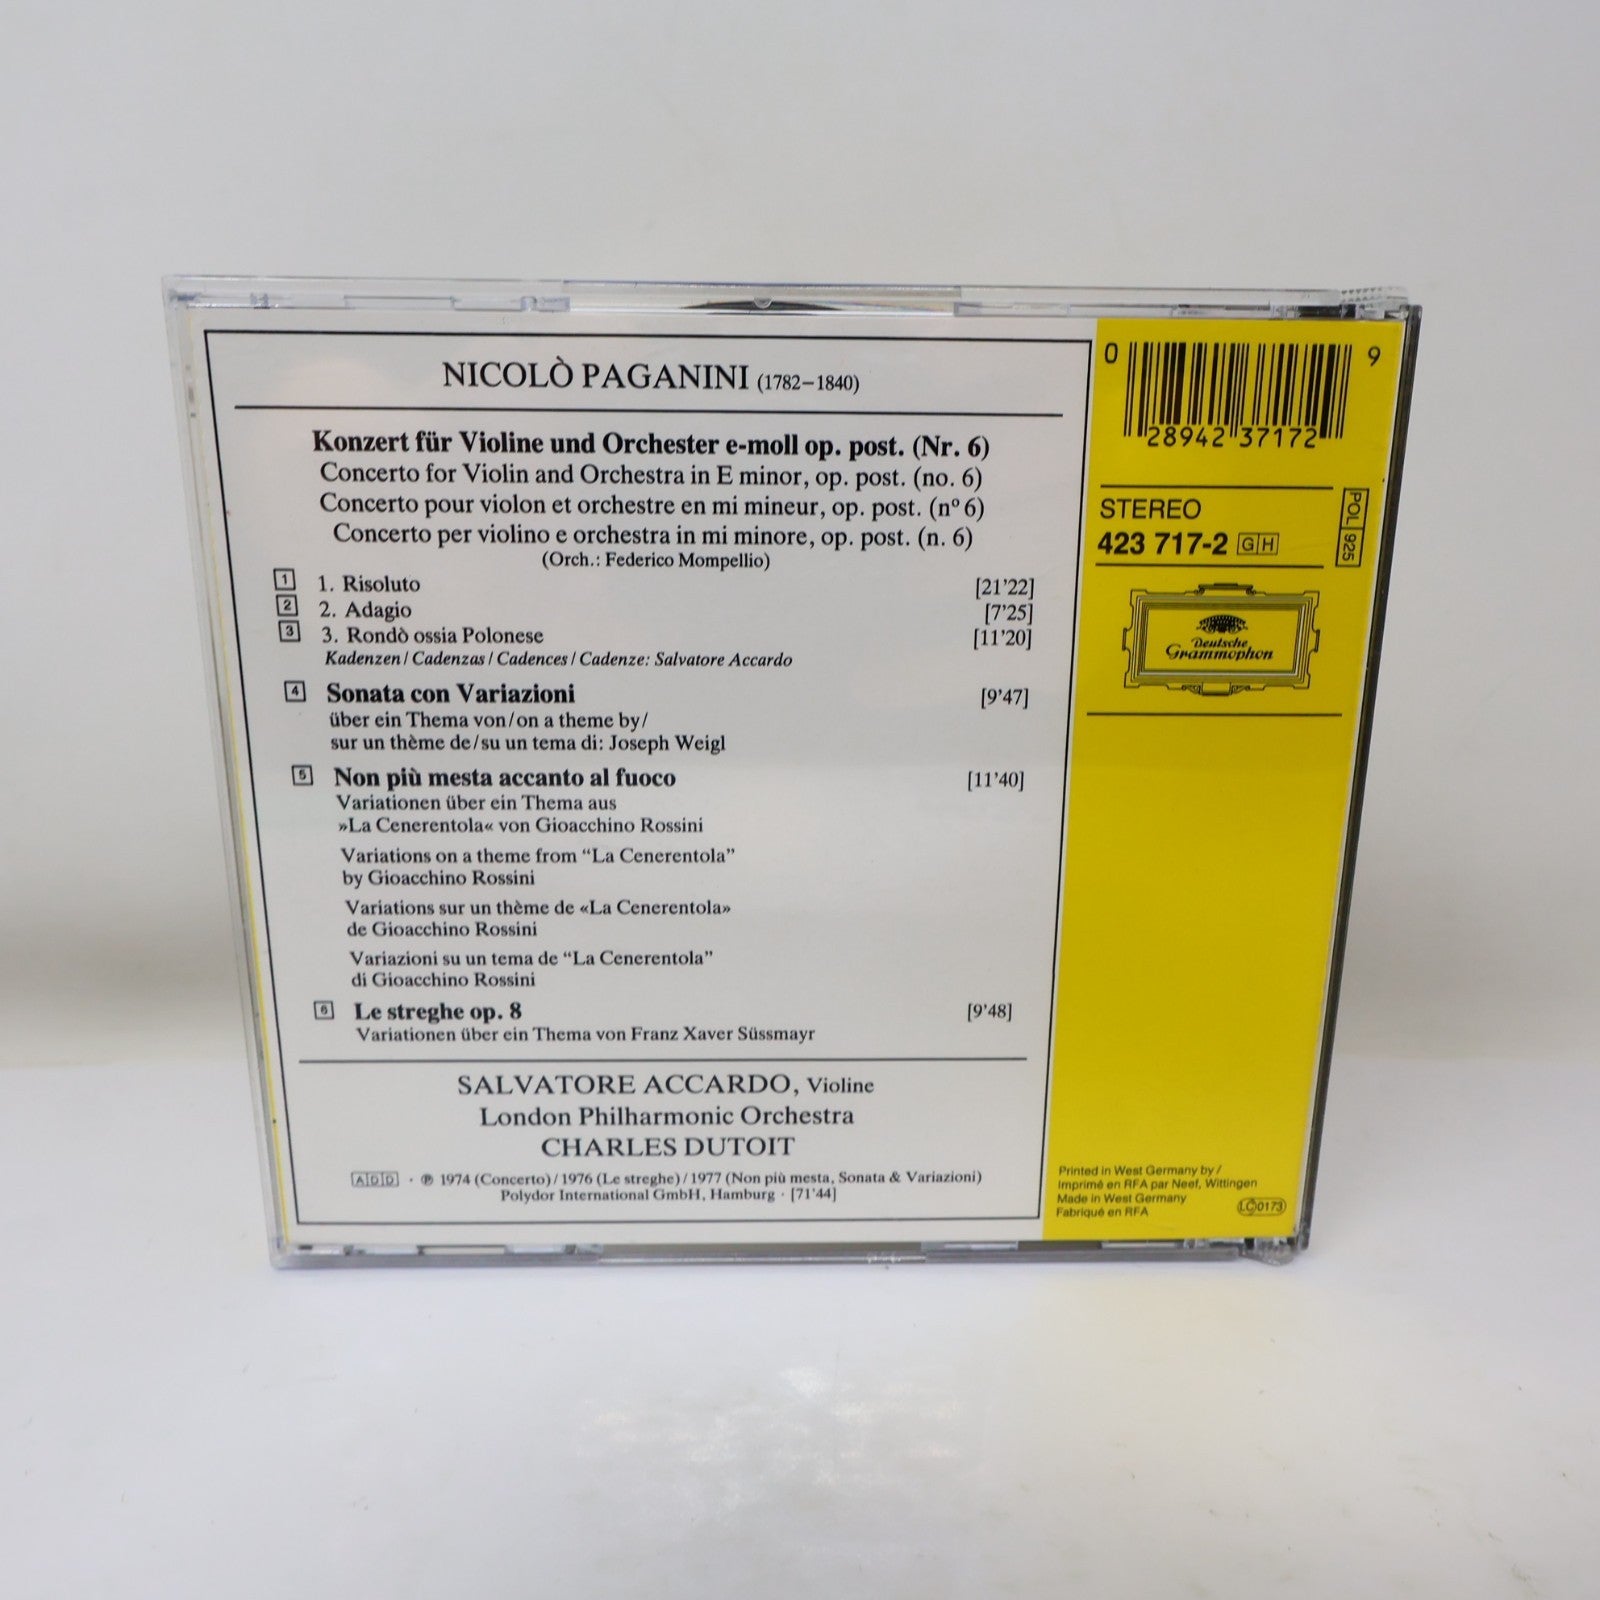 NICOLÒ PAGANINI (1782–1840)
Konzert für Violine und Orchester e-moll op. post. (Nr. 6)
Concerto for Violin and Orchestra in E minor, op. post. (no. 6)
Concerto pour violon et orchestre en mi mineur, op. post. (nº 6)
Concerto per violino e orchestra in mi minore, op. post. (n. 6)
(Orch.: Federico Mompellio)
1 1. Risoluto [21'22]
2 2. Adagio [7'25]
3 3. Rondò ossia Polonese [11'20]
Kadenzen / Cadenzas / Cadences / Cadenze: Salvatore Accardo
4 Sonata con Variazioni [9'47]
über ein Thema von/on a theme by/
sur un thème de/su un tema di: Joseph Weigl
5 Non più mesta accanto al fuoco [11'40]
Variationen über ein Thema aus
»La Cenerentola« von Gioacchino Rossini
Variations on a theme from “La Cenerentola”
by Gioacchino Rossini
Variations sur un thème de «La Cenerentola»
de Gioacchino Rossini
Variazioni su un tema de “La Cenerentola”
di Gioacchino Rossini
6 Le streghe op. 8 [9'48]
Variationen über ein Thema von Franz Xaver Süssmayr
SALVATORE ACCARDO, Violine
London Philharmonic Orchestra
CHARLES DUTOIT
ADD · ℗ 1974 (Concerto)/1976 (Le streghe)/1977 (Non più mesta, Sonata & Variazioni)
Polydor International GmbH, Hamburg · [71'44]
0 28942 37172 9
STEREO
423 717-2 GH
POL 925
Deutsche
Grammophon
Printed in West Germany by /
Imprimé en RFA par Neef, Wittingen
Made in West Germany
Fabriqué en RFA
LC 0173